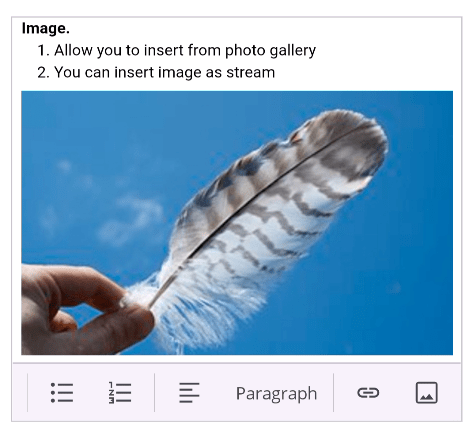 Image.
1. Allow you to insert from photo gallery
2. You can insert image as stream
Paragraph